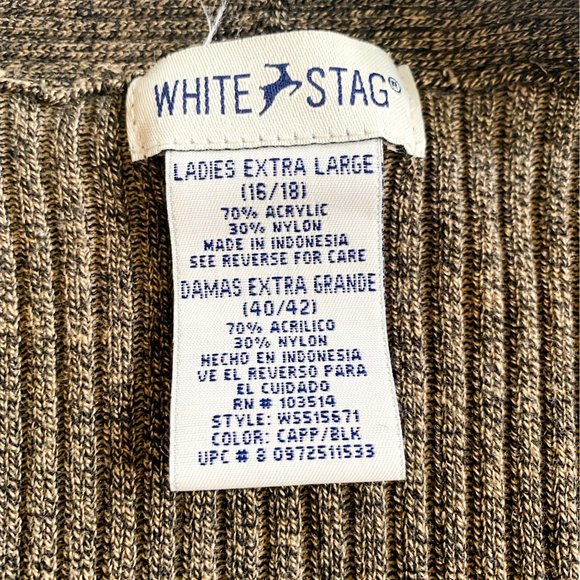 WHITE STAG®
LADIES EXTRA LARGE
(16/18)
70% ACRYLIC
30% NYLON
MADE IN INDONESIA
SEE REVERSE FOR CARE
DAMAS EXTRA GRANDE
(40/42)
70% ACRILICO
30% NYLON
HECHO EN INDONESIA
VE EL REVERSO PARA
EL CUIDADO
RN # 103514
STYLE: WS515671
COLOR: CAPP/BLK
UPC # 8 0972511533